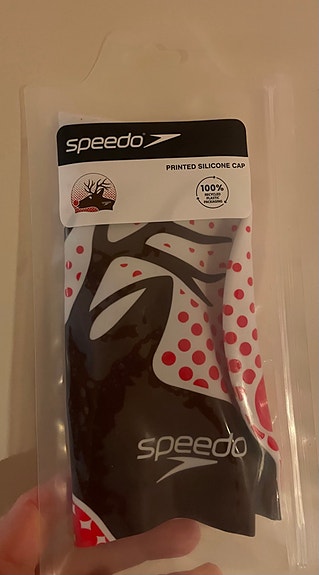 speedo
PRINTED SILICONE CAP
100%
RECYCLED
PLASTIC
PACKAGING
speedo